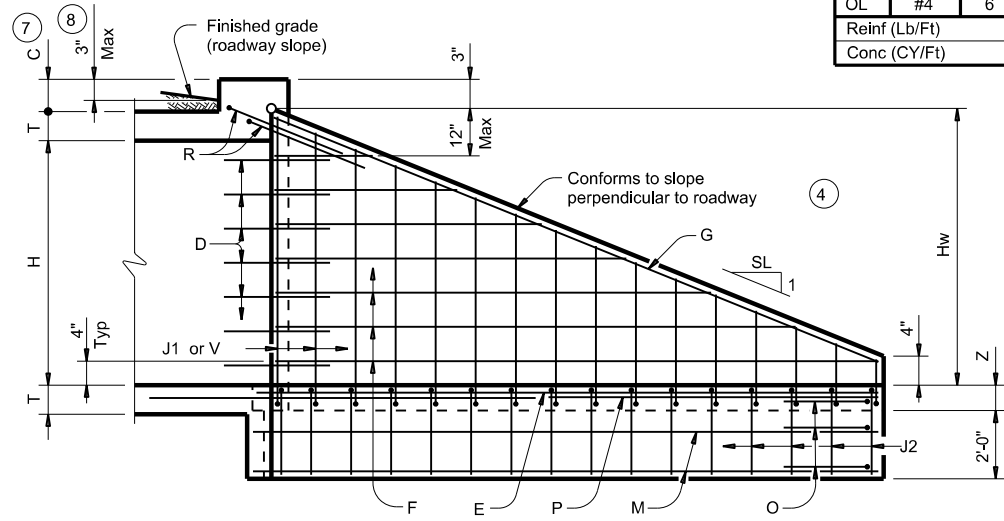 7
8
C
3"
Max
Finished grade
(roadway slope)
3"
OL #4 6
Reinf (Lb/Ft)
Conc (CY/Ft)
T
R
12"
Max
Conforms to slope
perpendicular to roadway
4
D
G
H
Hw
SL
1
4"
Typ
J1 or V
4"
Z
T
J2
2'-0"
F
E
P
M
O